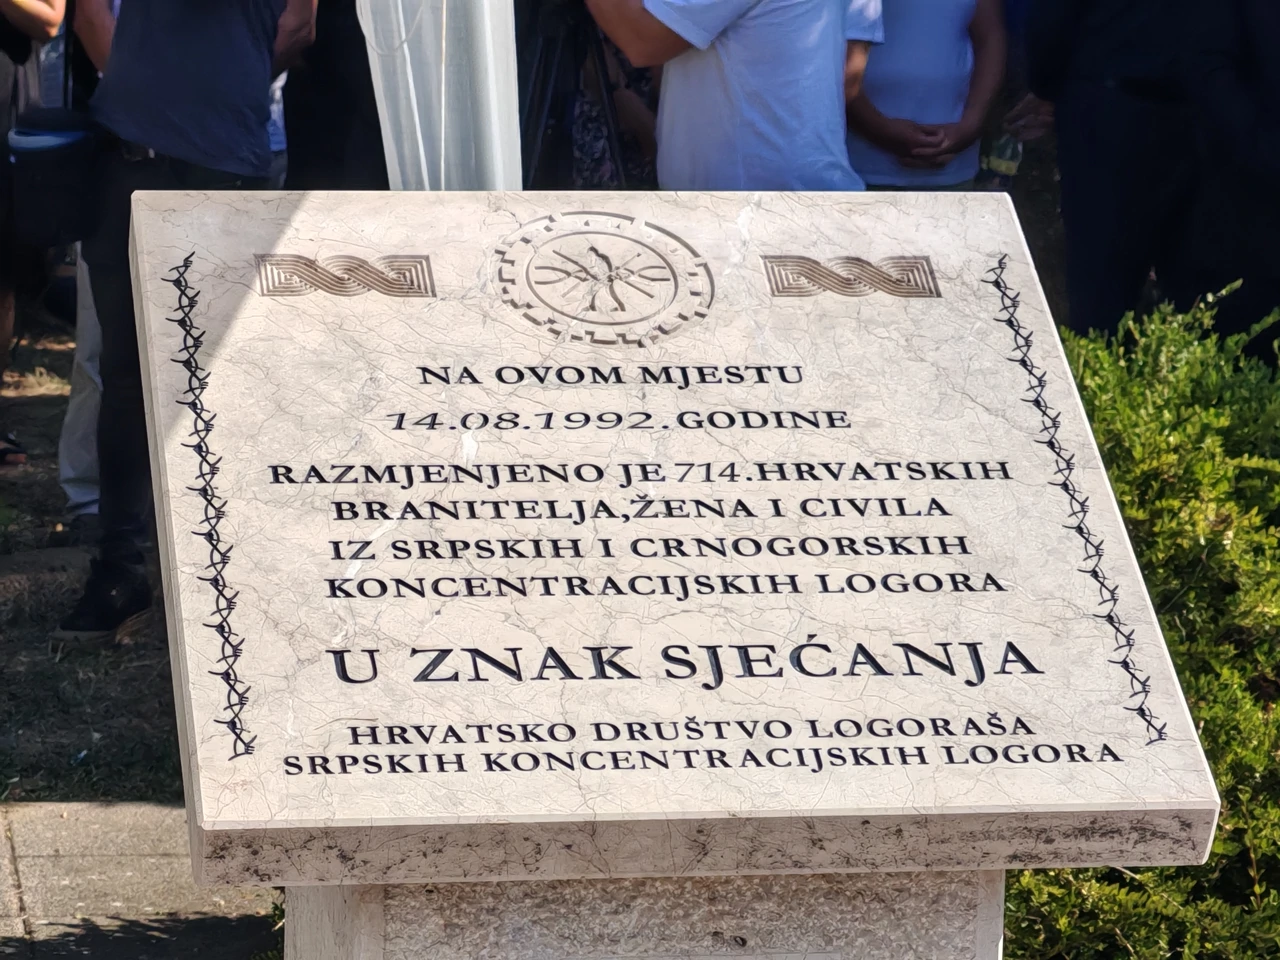 NA OVOM MJESTU
14.08.1992.GODINE
RAZMJENJENO JE 714.HRVATSKIH
BRANITELJA,ŽENA I CIVILA
IZ SRPSKIH I CRNOGORSKIH
KONCENTRACIJSKIH LOGORA
U ZNAK SJEĆANJA
HRVATSKO DRUŠTVO LOGORAŠA
SRPSKIH KONCENTRACIJSKIH LOGORA